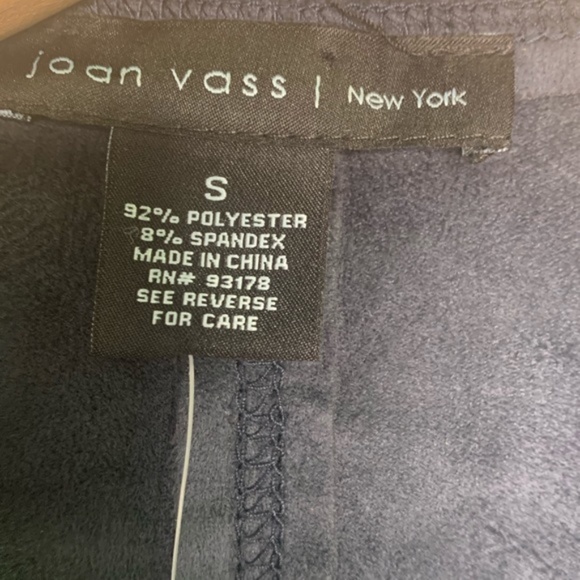 joan vass | New York
S
92% POLYESTER
8% SPANDEX
MADE IN CHINA
RN# 93178
SEE REVERSE
FOR CARE